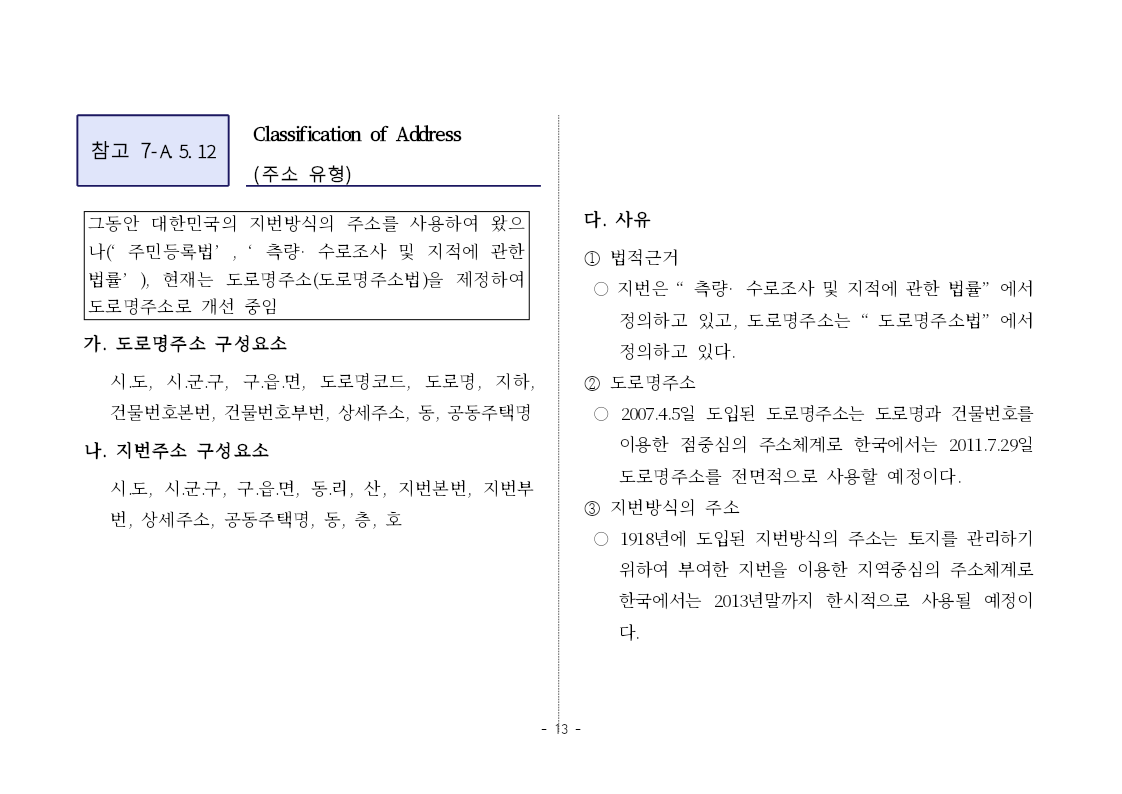 참고 7-A.5.12
Classification of Address
(주소 유형)
그동안 대한민국의 지번방식의 주소를 사용하여 왔으
나(‘주민등록법’, ‘측량·수로조사 및 지적에 관한
법률’), 현재는 도로명주소(도로명주소법)을 제정하여
도로명주소로 개선 중임
가. 도로명주소 구성요소
시.도, 시.군.구, 구.읍.면, 도로명코드, 도로명, 지하,
건물번호본번, 건물번호부번, 상세주소, 동, 공동주택명
나. 지번주소 구성요소
시.도, 시.군.구, 구.읍.면, 동.리, 산, 지번본번, 지번부
번, 상세주소, 공동주택명, 동, 층, 호
다. 사유
① 법적근거
○ 지번은 “측량·수로조사 및 지적에 관한 법률”에서
정의하고 있고, 도로명주소는 “도로명주소법”에서
정의하고 있다.
② 도로명주소
○ 2007.4.5일 도입된 도로명주소는 도로명과 건물번호를
이용한 점중심의 주소체계로 한국에서는 2011.7.29일
도로명주소를 전면적으로 사용할 예정이다.
③ 지번방식의 주소
○ 1918년에 도입된 지번방식의 주소는 토지를 관리하기
위하여 부여한 지번을 이용한 지역중심의 주소체계로
한국에서는 2013년말까지 한시적으로 사용될 예정이
다.
- 13 -